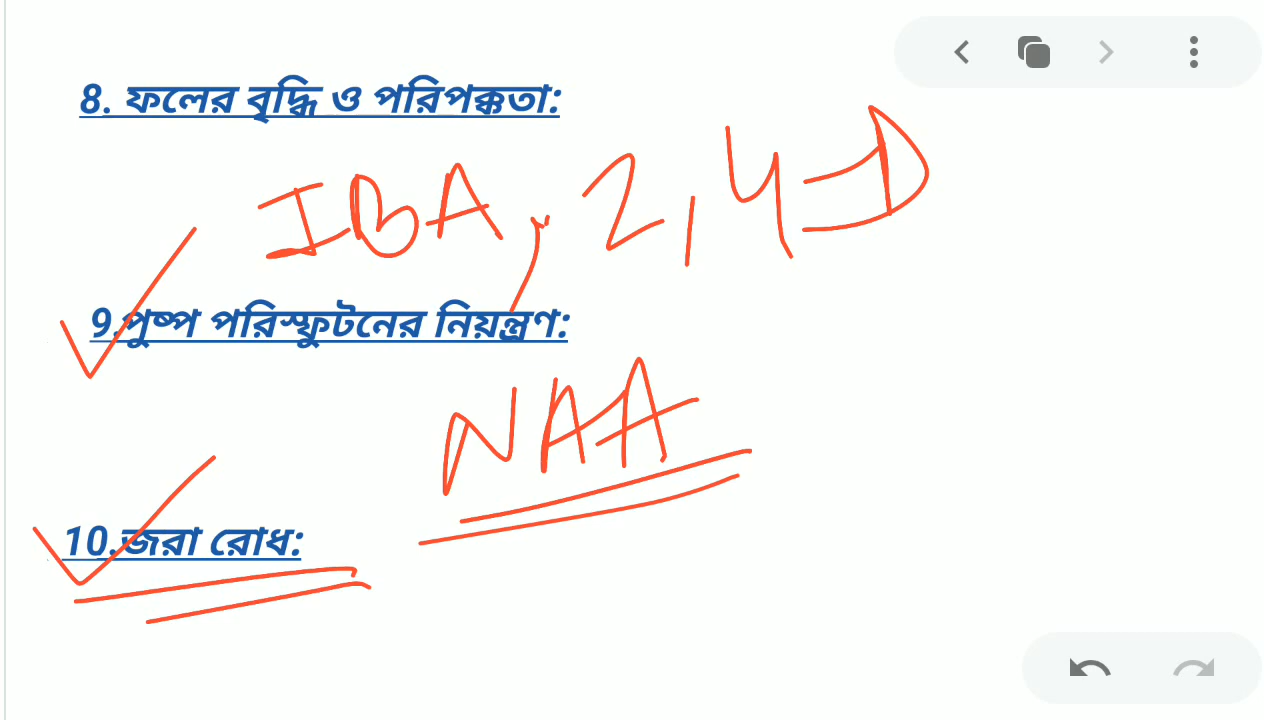 8. ফলের বৃদ্ধি ও পরিপক্কতা:
IBA, 2,4-D
9.পুষ্প পরিস্ফুটনের নিয়ন্ত্রণ:
NAA
10.জরা রোধ: